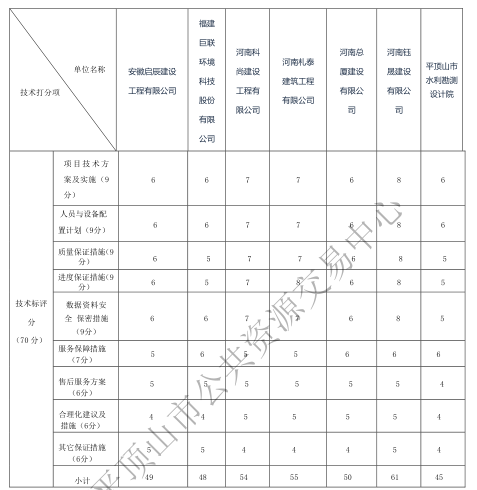 单位名称
技术打分项
安徽启辰建设
工程有限公司
福建
巨联
环境
科技
股份
有限
公司
河南科
尚建设
工程有
限公司
河南札泰
建筑工程
有限公司
河南总
厦建设
有限公
司
河南钰
晟建设
有限公
司
平顶山市
水利勘测
设计院
技术标评
分
(70 分)
项目技术方
案及实施（9
分）
6 6 7 7 6 8 6
人员与设备配
置计划（9分）
6 6 7 7 6 8 6
质量保证措施(9
分)
6 5 7 7 6 8 5
进度保证措施(9
分)
6 5 7 8 6 8 5
数据资料安
全 保密措施
（9分）
6 6 7 7 6 8 5
服务保障措施
（7分）
5 6 5 5 6 6 6
售后服务方案
（6分）
5 5 5 5 5 5 4
合理化建议及
措施（6分）
4 4 5 5 5 5 4
其它保证措施
（6分）
5 5 4 4 4 5 4
小计 49 48 54 55 50 61 45
平顶山市公共资源交易中心